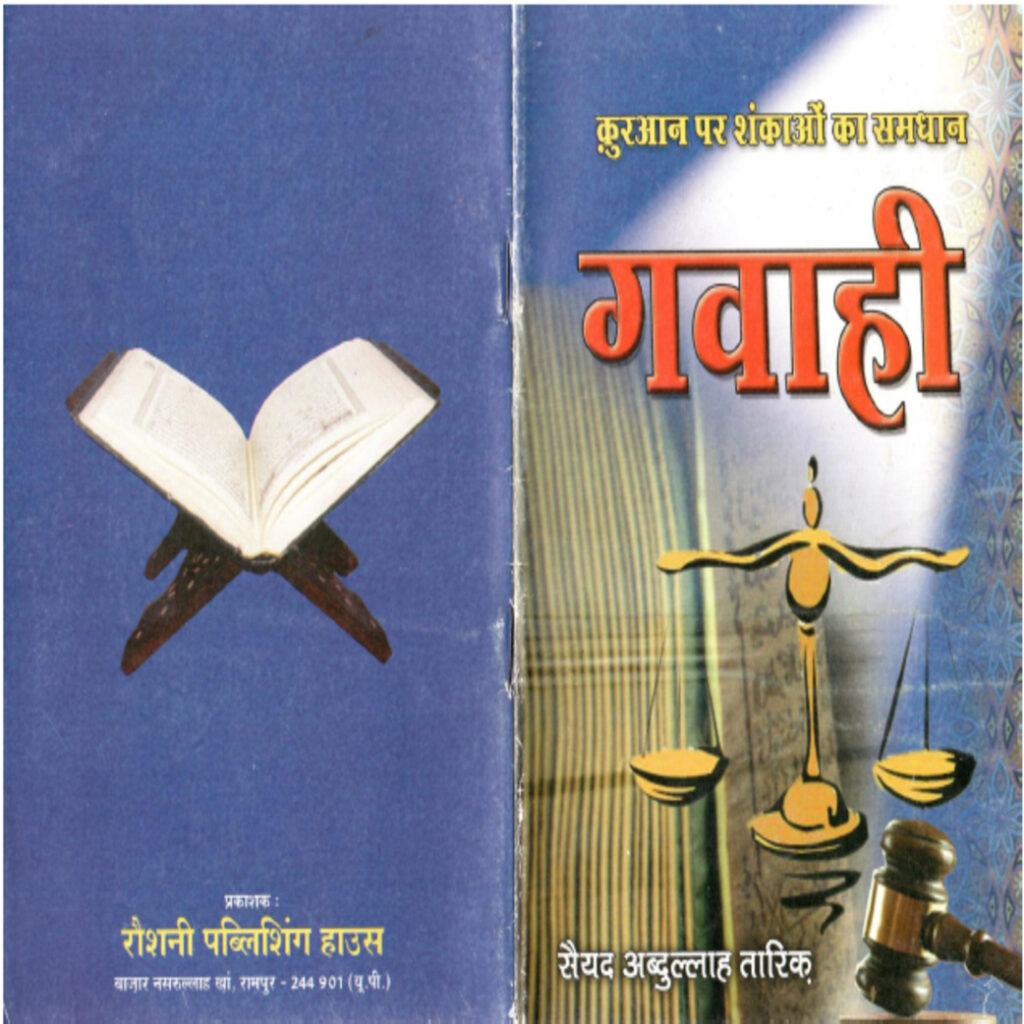 क़ुरआन पर शंकाओं का समधान
गवाही
सैयद अब्दुल्लाह तारिक़
प्रकाशक :
रौशनी पब्लिशिंग हाउस
बाज़ार नसरुल्लाह खां, रामपुर - 244 901 (यू.पी.)